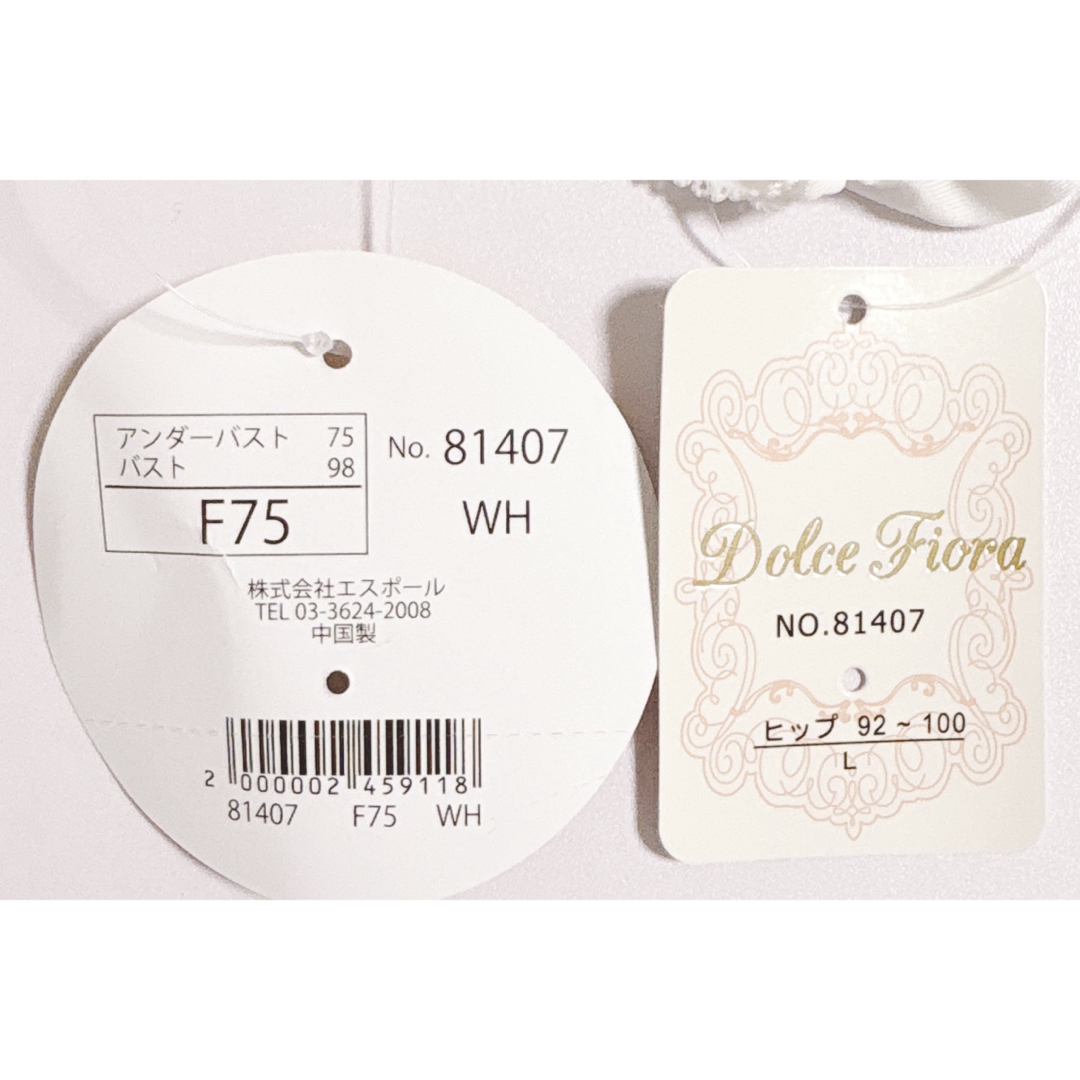 アンダーバスト 75
バスト 98
F75
No. 81407
WH
株式会社エスポール
TEL 03-3624-2008
中国製
2 000002 459118
81407 F75 WH
Dolce Fiora
NO.81407
ヒップ 92 ~ 100
L